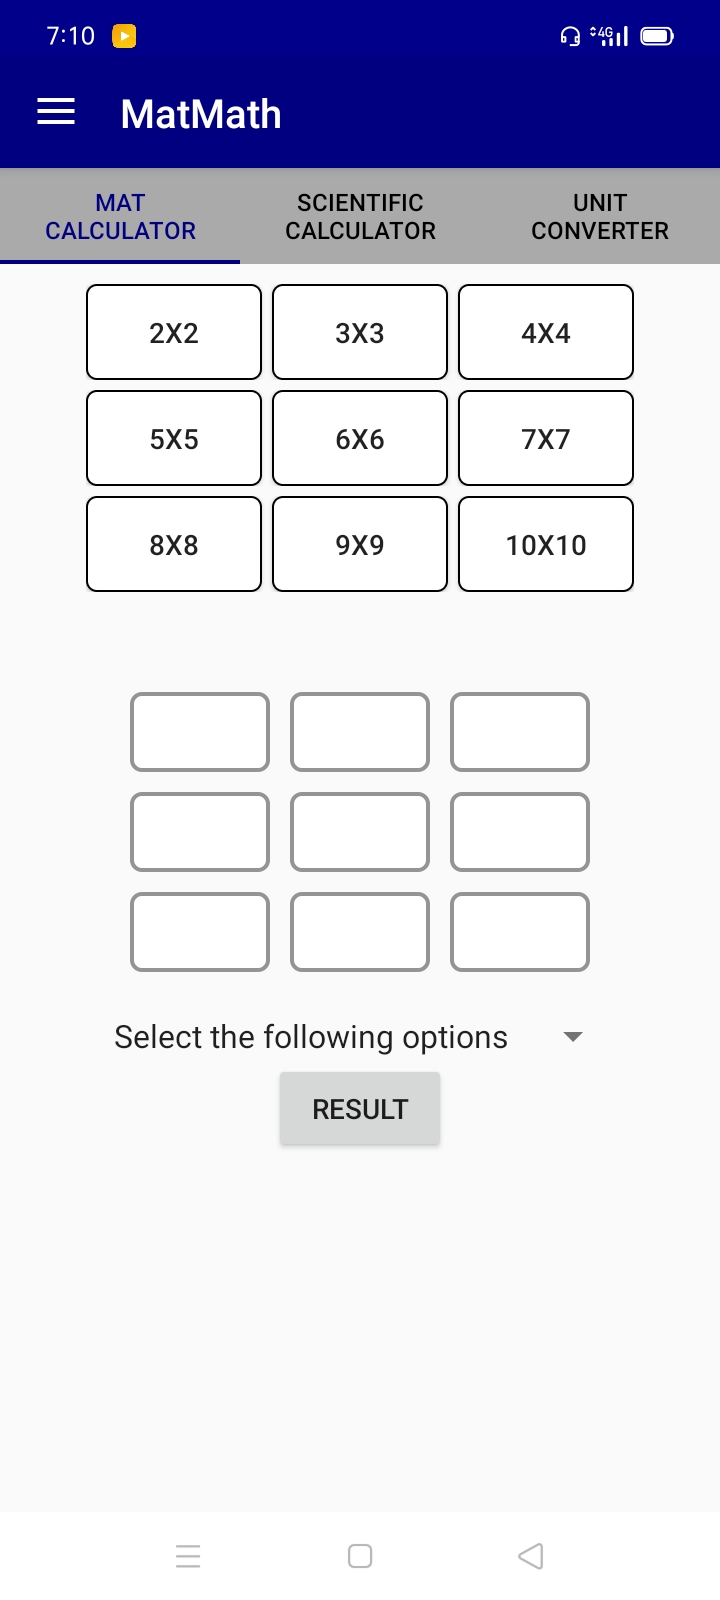 7:10
4G
MatMath
MAT
CALCULATOR
SCIENTIFIC
CALCULATOR
UNIT
CONVERTER
2X2
3X3
4X4
5X5
6X6
7X7
8X8
9X9
10X10
Select the following options
RESULT